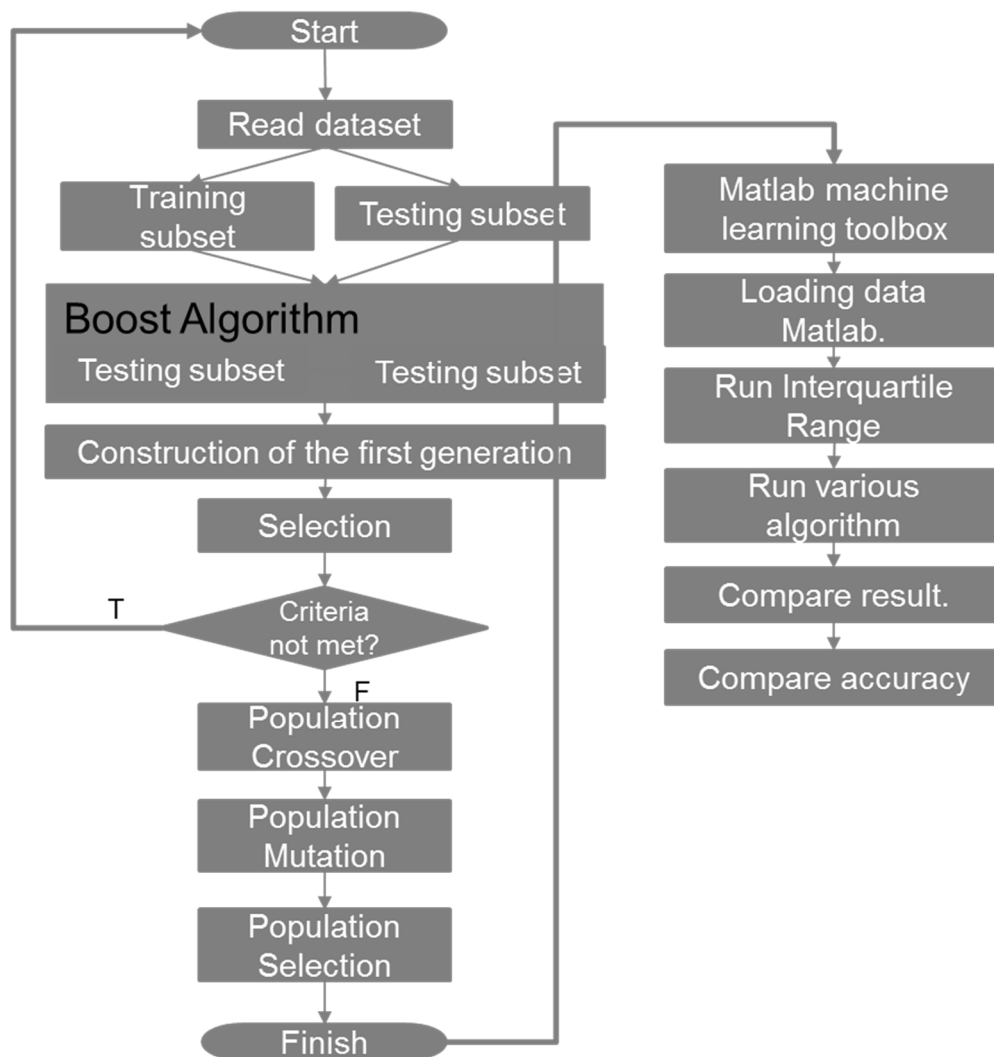 Start
Read dataset
Training
subset
Testing subset
Boost Algorithm
Testing subset
Testing subset
Construction of the first generation
Selection
T
Criteria
not met?
F
Population
Crossover
Population
Mutation
Population
Selection
Finish
Matlab machine
learning toolbox
Loading data
Matlab.
Run Interquartile
Range
Run various
algorithm
Compare result.
Compare accuracy